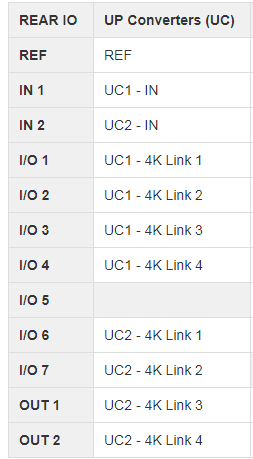 REAR IO UP Converters (UC)
REF REF
IN 1 UC1 - IN
IN 2 UC2 - IN
I/O 1 UC1 - 4K Link 1
I/O 2 UC1 - 4K Link 2
I/O 3 UC1 - 4K Link 3
I/O 4 UC1 - 4K Link 4
I/O 5
I/O 6 UC2 - 4K Link 1
I/O 7 UC2 - 4K Link 2
OUT 1 UC2 - 4K Link 3
OUT 2 UC2 - 4K Link 4